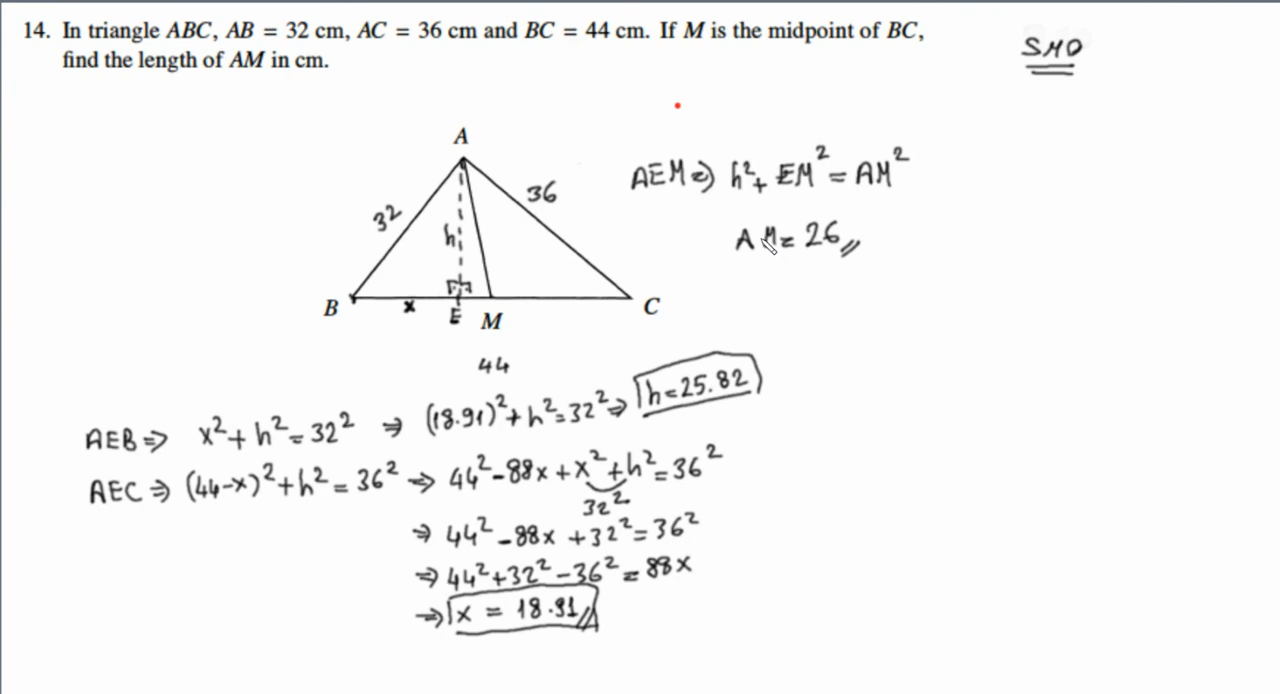 14. In triangle ABC, AB = 32 cm, AC = 36 cm and BC = 44 cm. If M is the midpoint of BC,
find the length of AM in cm.
SMO
A
32
36
h
B
x
E
M
C
44
AEM ⇒ h² + EM² = AM²
AM = 26
AEB ⇒ x² + h² = 32² ⇒ (18.91)² + h² = 32² ⇒ h = 25.82
AEC ⇒ (44-x)² + h² = 36² ⇒ 44² - 88x + x² + h² = 36²
32²
⇒ 44² - 88x + 32² = 36²
⇒ 44² + 32² - 36² = 88x
⇒ x = 18.91